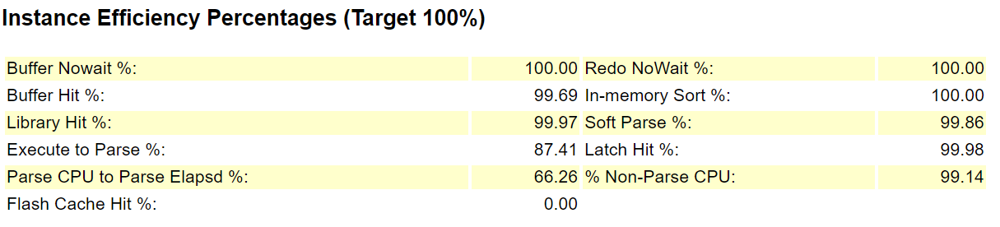 Instance Efficiency Percentages (Target 100%)
Buffer Nowait %: 100.00 Redo NoWait %: 100.00
Buffer Hit %: 99.69 In-memory Sort %: 100.00
Library Hit %: 99.97 Soft Parse %: 99.86
Execute to Parse %: 87.41 Latch Hit %: 99.98
Parse CPU to Parse Elapsd %: 66.26 % Non-Parse CPU: 99.14
Flash Cache Hit %: 0.00